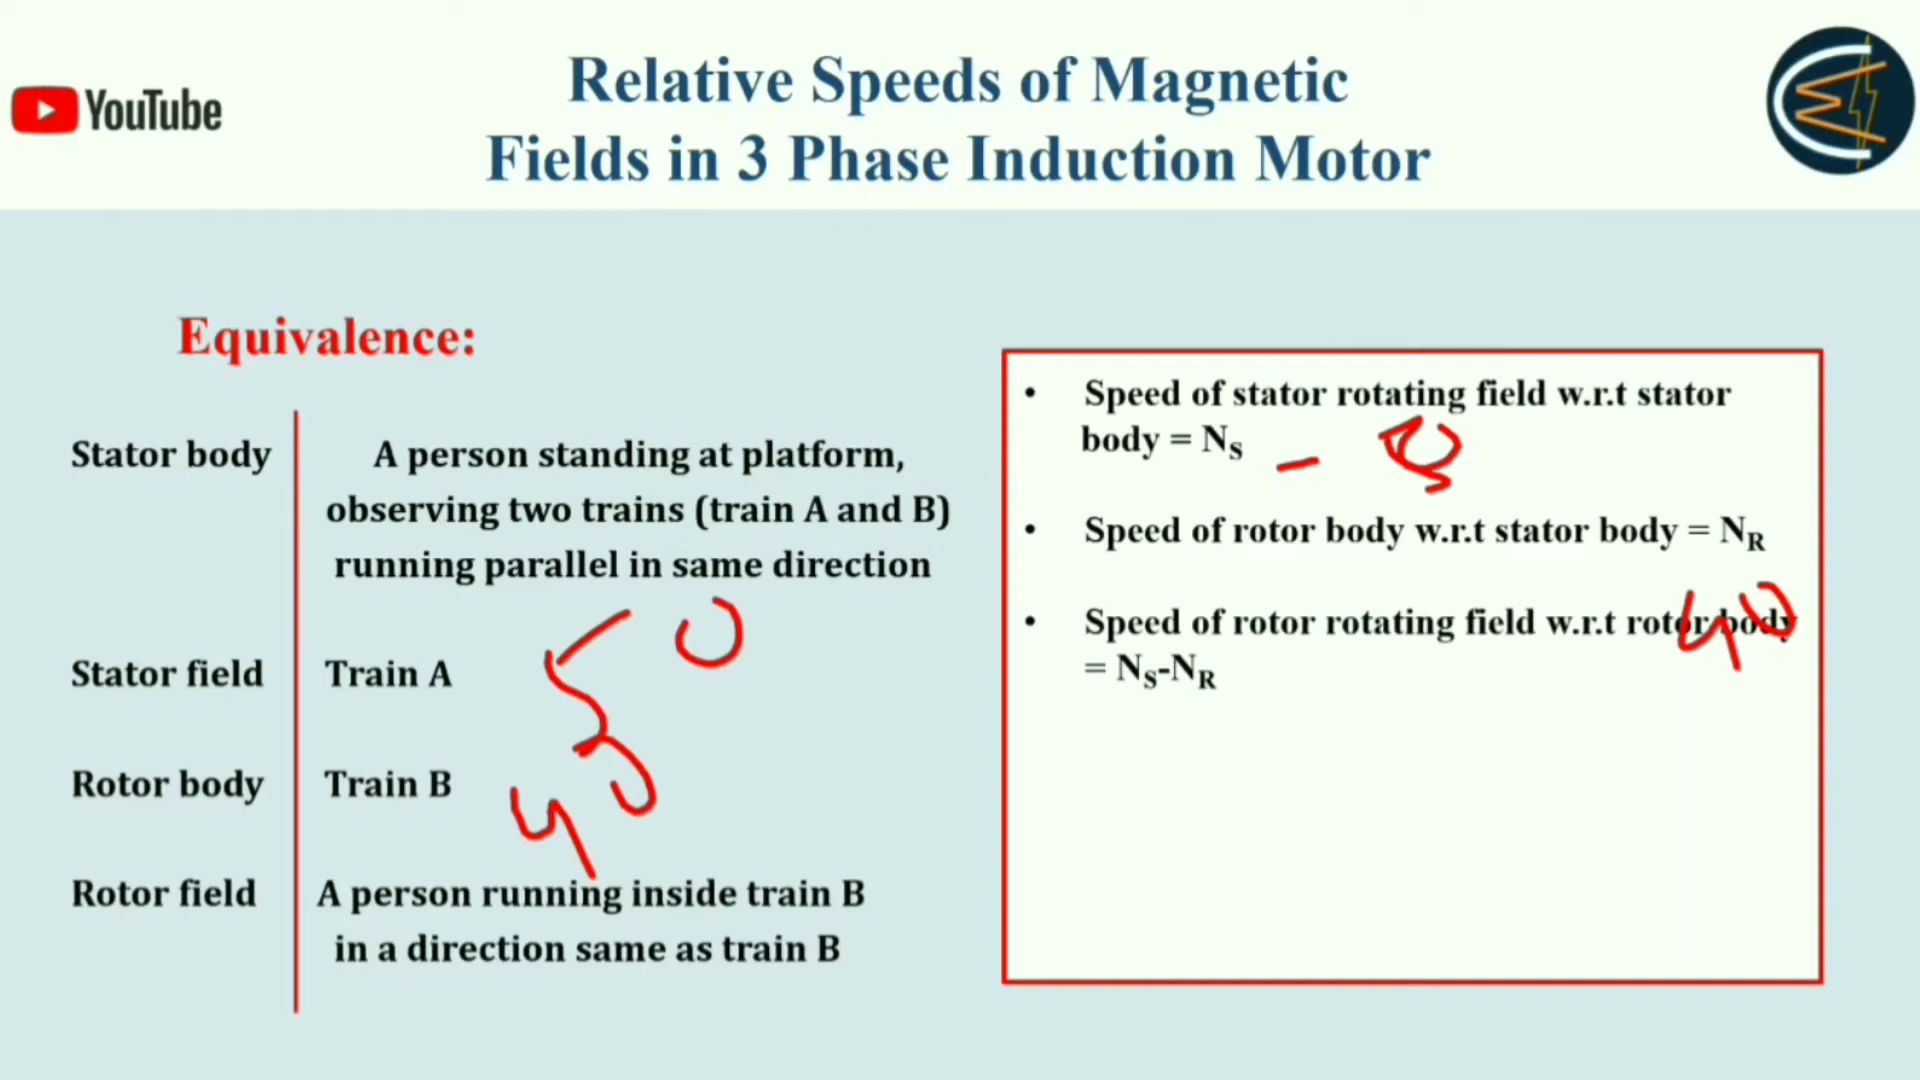 YouTube
Relative Speeds of Magnetic
Fields in 3 Phase Induction Motor
Equivalence:
Stator body
A person standing at platform,
observing two trains (train A and B)
running parallel in same direction
Stator field
Train A
50
Rotor body
Train B
40
Rotor field
A person running inside train B
in a direction same as train B
• Speed of stator rotating field w.r.t stator
body = NS
• Speed of rotor body w.r.t stator body = NR
40
• Speed of rotor rotating field w.r.t rotor body
= NS-NR